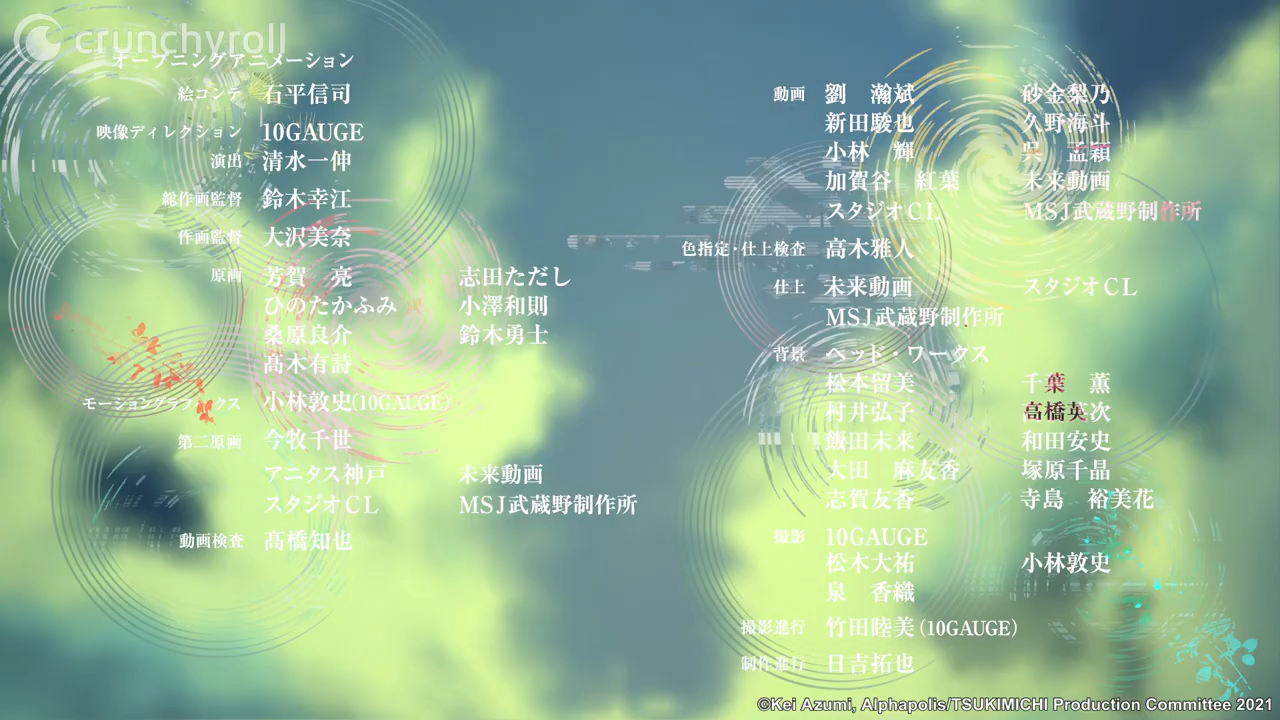 crunchyroll
オープニングアニメーション
絵コンテ 石平信司
映像ディレクション 10GAUGE
演出 清水一伸
総作画監督 鈴木幸江
作画監督 大沢美奈
原画 芳賀　亮 志田ただし
ひのたかふみ 小澤和則
桑原良介 鈴木勇士
髙木有詩
モーショングラフィックス 小林敦史(10GAUGE)
第二原画 今牧千世
アニタス神戸 未来動画
スタジオCL MSJ武蔵野制作所
動画検査 髙橋知也
動画 劉　瀚斌 砂金梨乃
新田駿也 久野海斗
小林　輝 呉　孟穎
加賀谷　紅葉 未来動画
スタジオCL MSJ武蔵野制作所
色指定・仕上検査 高木雅人
仕上 未来動画 スタジオCL
MSJ武蔵野制作所
背景 ヘッド・ワークス
松本留美 千葉　薫
村井弘子 高橋英次
飯田未来 和田安史
太田　麻友香 塚原千晶
志賀友香 寺島　裕美花
撮影 10GAUGE
松木大祐 小林敦史
泉　香織
撮影進行 竹田睦美(10GAUGE)
制作進行 日吉拓也
©Kei Azumi, Alphapolis/TSUKIMICHI Production Committee 2021